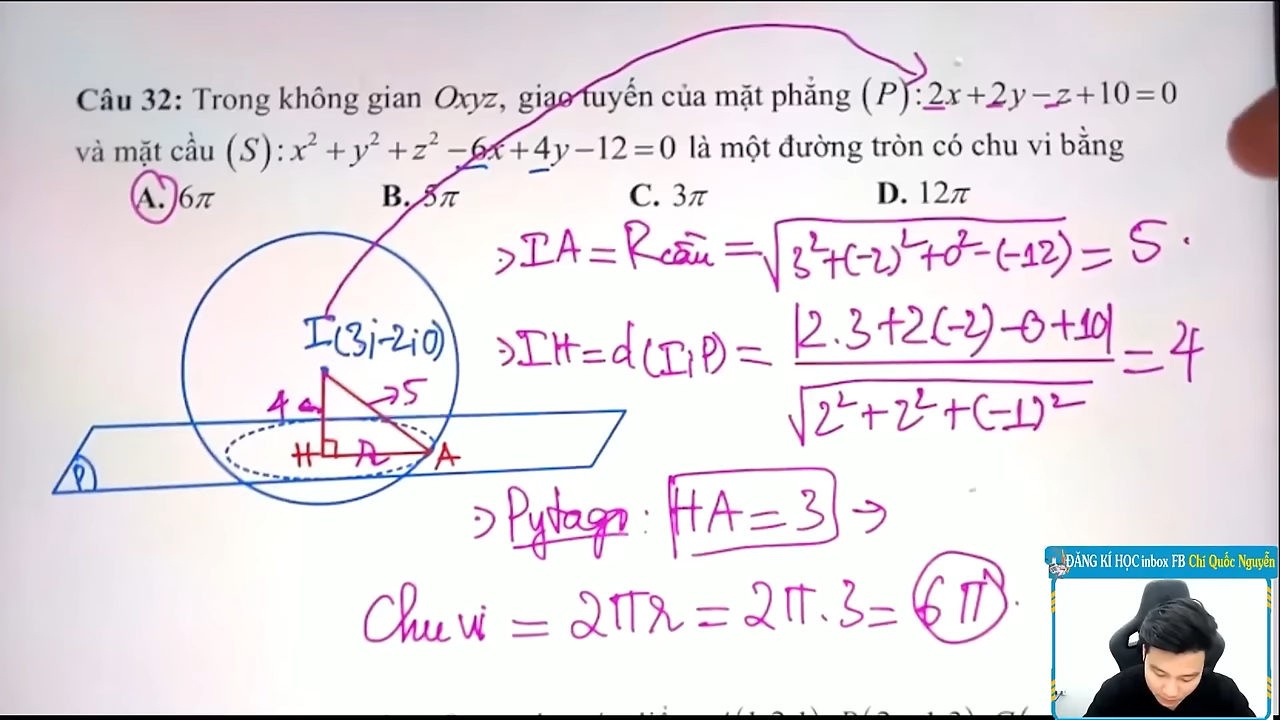 Câu 32: Trong không gian Oxyz, giao tuyến của mặt phẳng (P): 2x+2y−z+10=0
và mặt cầu (S): x²+y²+z²−6x+4y−12=0 là một đường tròn có chu vi bằng
A. 6π B. 5π C. 3π D. 12π
IA = Rcầu = √(3²+(-2)²+0²-(-12)) = 5
I(3;-2;0)
IH = d(I;P) = |2.3+2(-2)-0+10| / √(2²+2²+(-1)²) = 4
4 5
H r A
P
Pytago: HA = 3 →
Chu vi = 2πr = 2π.3 = 6π
ĐĂNG KÍ HỌC inbox FB Chí Quốc Nguyễn